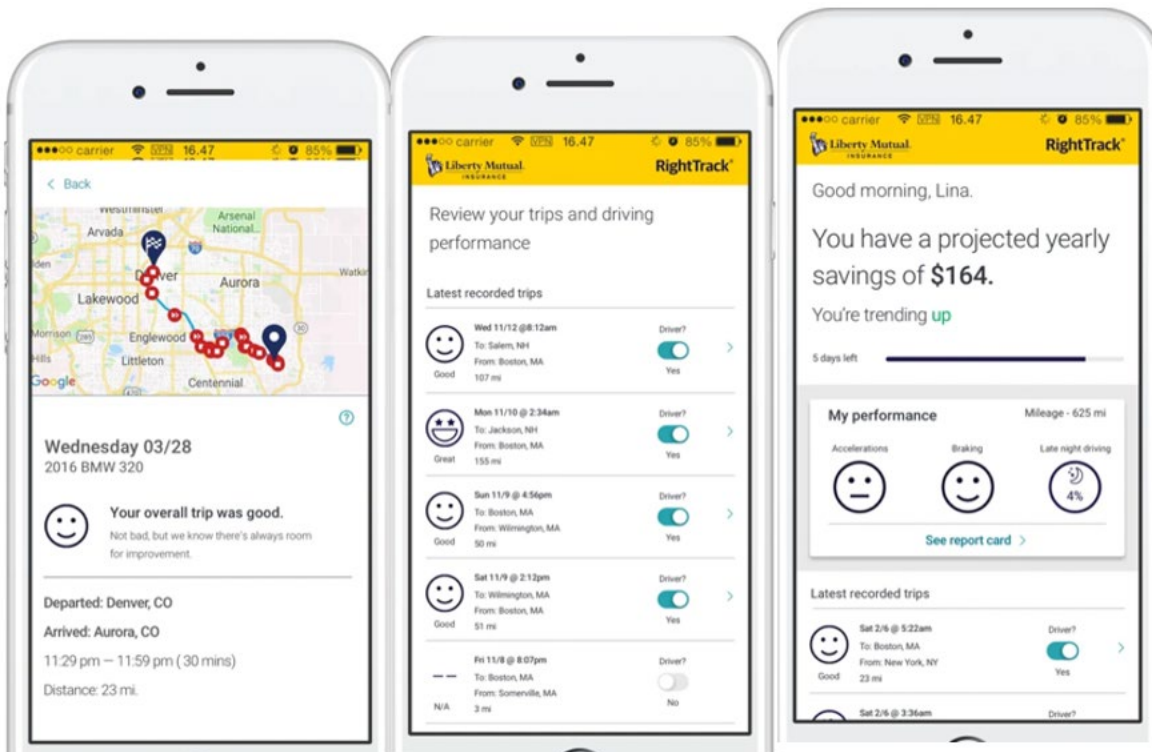 ●●●○○ carrier VPN 16.47 85%
< Back
Westminster
Arvada
Arsenal
National...
Denver
Aurora
Lakewood
Morrison
285
Englewood
30
Hills
Littleton
Centennial
Google
470
?
Wednesday 03/28
2016 BMW 320
Your overall trip was good.
Not bad, but we know there's always room
for improvement.
Departed: Denver, CO
Arrived: Aurora, CO
11:29 pm — 11:59 pm ( 30 mins)
Distance: 23 mi.
●●●○○ carrier VPN 16.47 85%
Liberty Mutual.
INSURANCE
RightTrack®
Review your trips and driving
performance
Latest recorded trips
Wed 11/12 @8:12am
To: Salem, NH
From: Boston, MA
107 mi
Good
Driver?
Yes
Mon 11/10 @ 2:34am
To: Jackson, NH
From: Boston, MA
155 mi
Great
Driver?
Yes
Sun 11/9 @ 4:56pm
To: Boston, MA
From: Wilmington, MA
50 mi
Good
Driver?
Yes
Sat 11/9 @ 2:12pm
To: Wilmington, MA
From: Boston, MA
51 mi
Good
Driver?
Yes
Fri 11/8 @ 8:07pm
To: Boston, MA
From: Somerville, MA
3 mi
N/A
Driver?
No
●●●○○ carrier VPN 16.47 85%
Liberty Mutual.
INSURANCE
RightTrack®
Good morning, Lina.
You have a projected yearly
savings of $164.
You're trending up
5 days left
My performance
Mileage - 625 mi
Accelerations
Braking
Late night driving
4%
See report card >
Latest recorded trips
Sat 2/6 @ 5:22am
To: Boston, MA
From: New York, NY
23 mi
Good
Driver?
Yes
Sat 2/6 @ 3:36am
Driver?